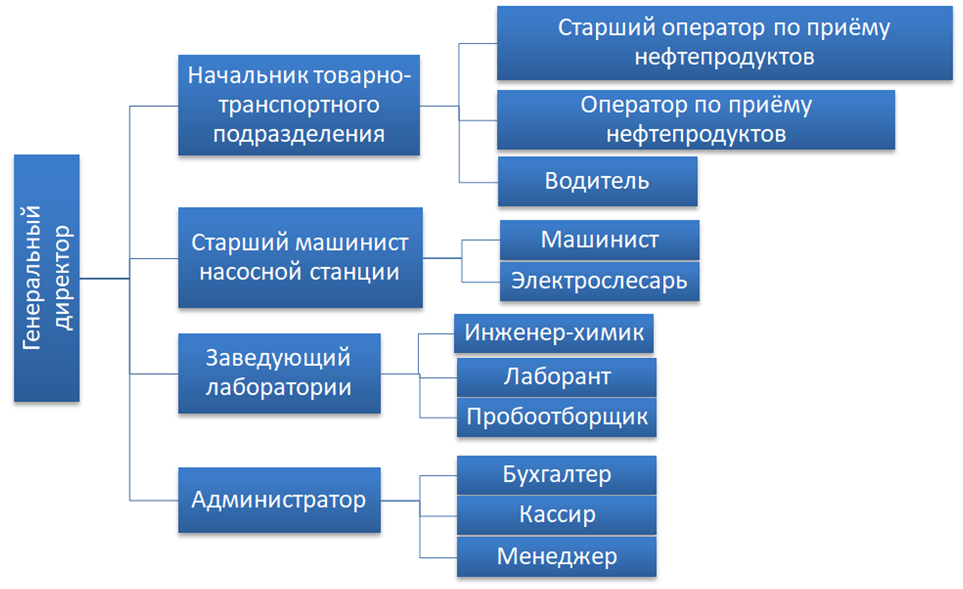 Генеральный
директор
Начальник товарно-
транспортного
подразделения
Старший оператор по приёму
нефтепродуктов
Оператор по приёму
нефтепродуктов
Водитель
Старший машинист
насосной станции
Машинист
Электрослесарь
Заведующий
лаборатории
Инженер-химик
Лаборант
Пробоотборщик
Администратор
Бухгалтер
Кассир
Менеджер